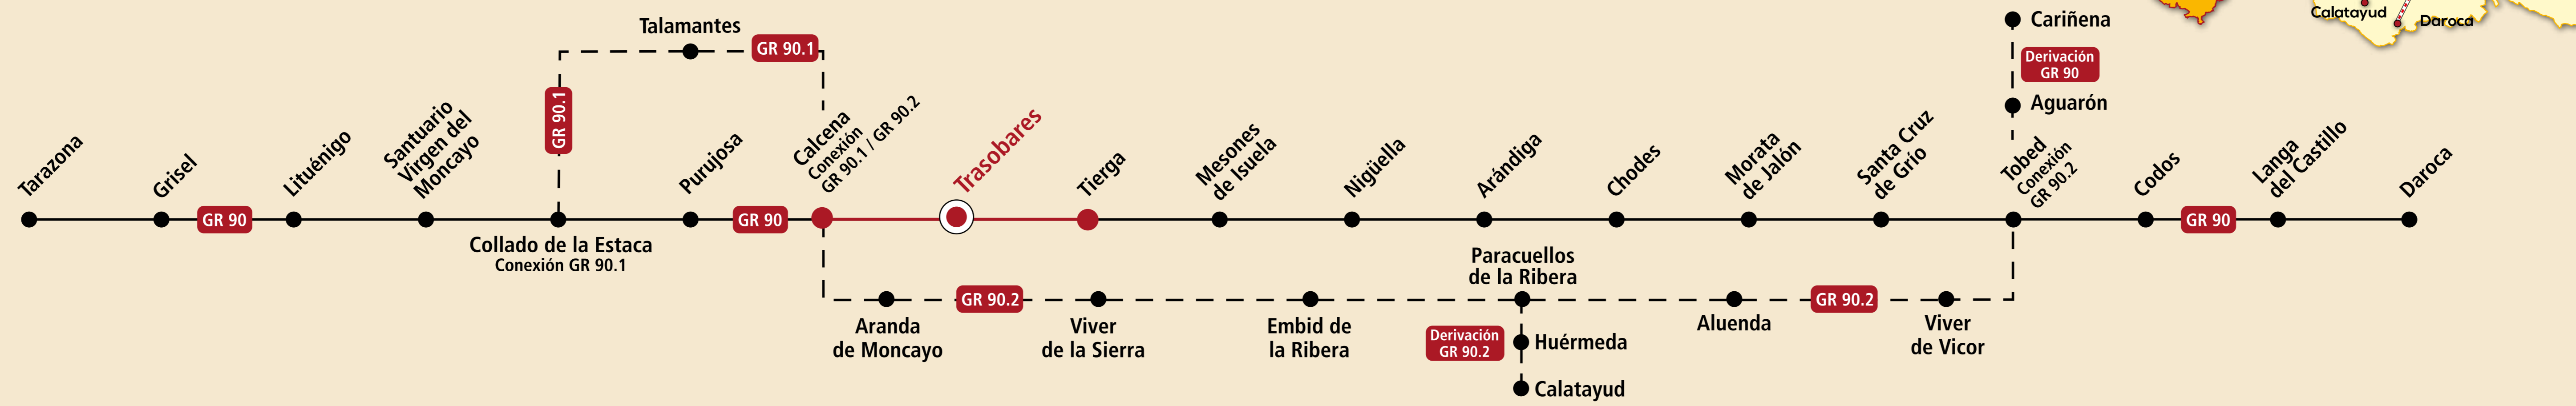 Talamantes
GR 90.1
GR 90.1
Cariñena
Derivación
GR 90
Aguarón
Calatayud
Daroca
Tarazona
Grisel
GR 90
Lituénigo
Santuario
Virgen del
Moncayo
Collado de la Estaca
Conexión GR 90.1
Purujosa
GR 90
Calcena
Conexión
GR 90.1 / GR 90.2
Trasobares
Tierga
Mesones
de Isuela
Nigüella
Arándiga
Chodes
Morata
de Jalón
Santa Cruz
de Grío
Tobed
Conexión
GR 90.2
Codos
GR 90
Langa
del Castillo
Daroca
Aranda
de Moncayo
GR 90.2
Viver
de la Sierra
Embid de
la Ribera
Paracuellos
de la Ribera
Derivación
GR 90.2
Huérmeda
Calatayud
Aluenda
GR 90.2
Viver
de Vicor